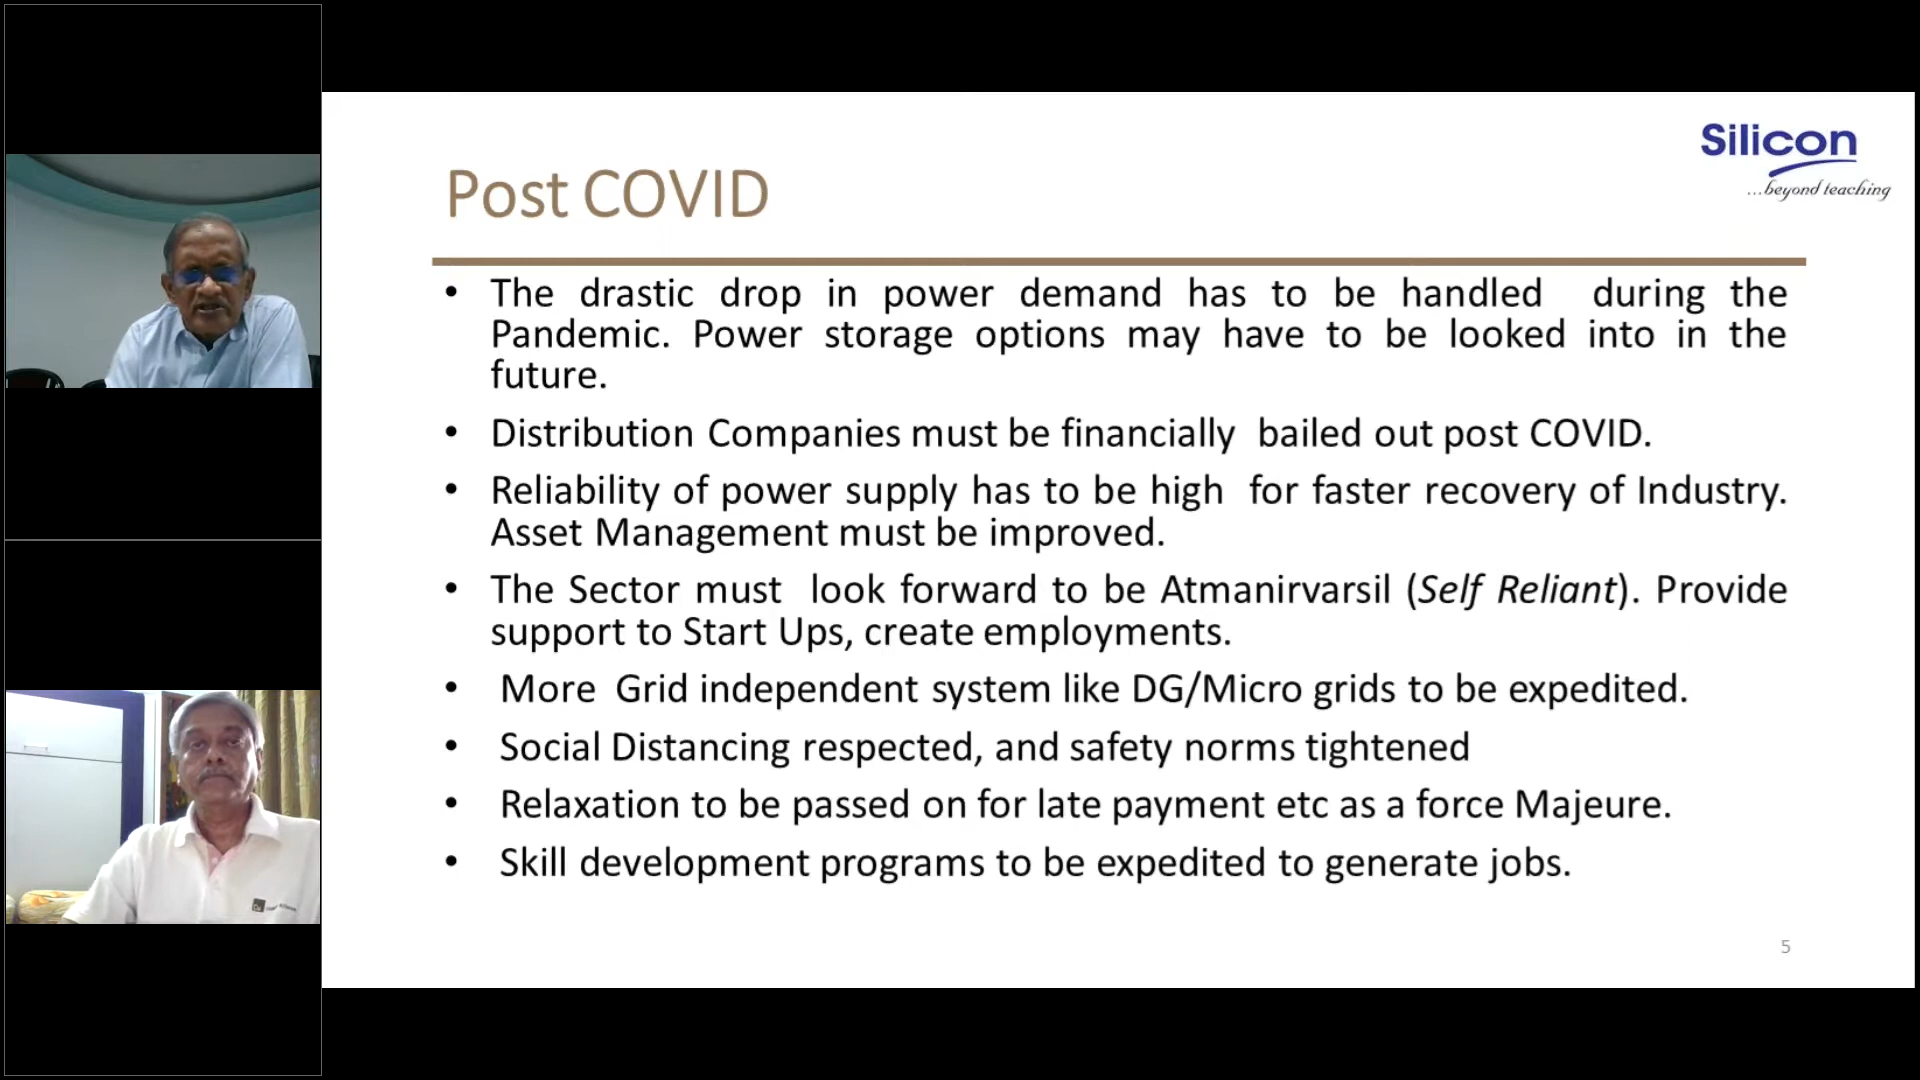 Silicon
...beyond teaching
Post COVID
• The drastic drop in power demand has to be handled during the
Pandemic. Power storage options may have to be looked into in the
future.
• Distribution Companies must be financially bailed out post COVID.
• Reliability of power supply has to be high for faster recovery of Industry.
Asset Management must be improved.
• The Sector must look forward to be Atmanirvarsil (Self Reliant). Provide
support to Start Ups, create employments.
• More Grid independent system like DG/Micro grids to be expedited.
• Social Distancing respected, and safety norms tightened
• Relaxation to be passed on for late payment etc as a force Majeure.
• Skill development programs to be expedited to generate jobs.
5